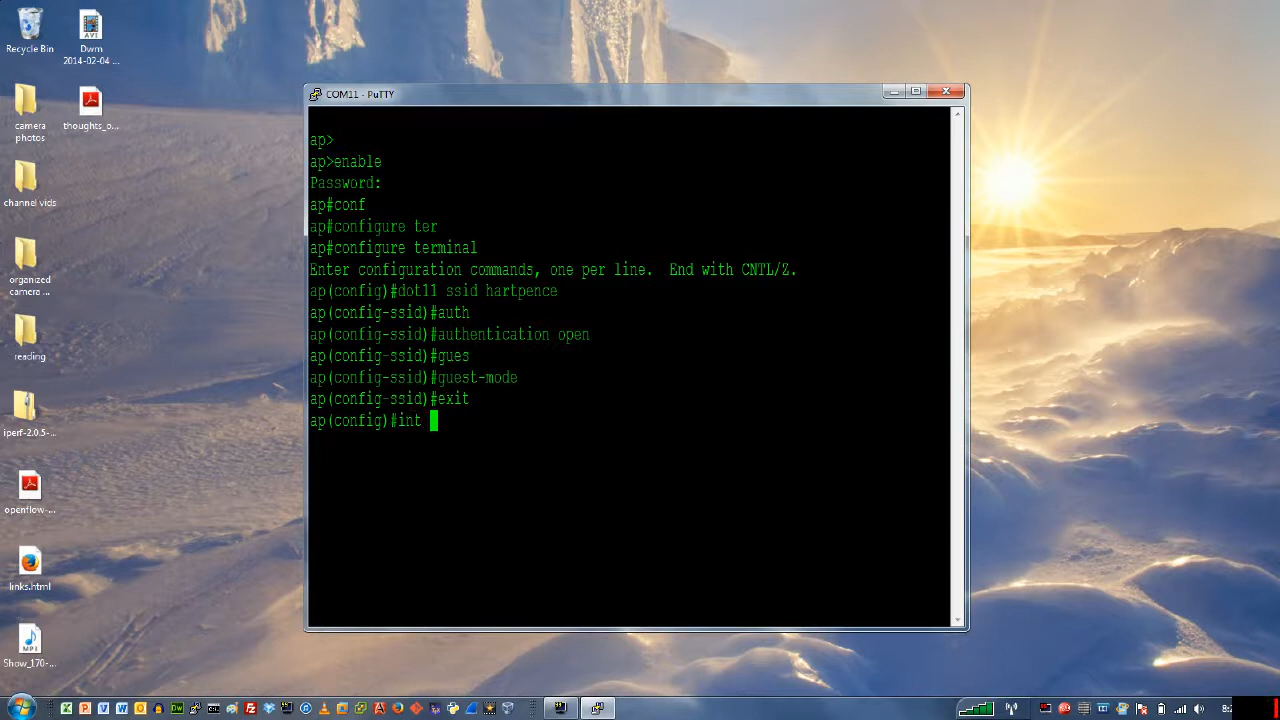 Recycle Bin
Dwm
2014-02-04 ...
camera
photos
thoughts_o...
channel vids
organized
camera ...
reading
iperf-2.0.5-...
openflow-...
links.html
Show_170-...
COM11 - PuTTY
ap>
ap>enable
Password:
ap#conf
ap#configure ter
ap#configure terminal
Enter configuration commands, one per line.  End with CNTL/Z.
ap(config)#dot11 ssid hartpence
ap(config-ssid)#auth
ap(config-ssid)#authentication open
ap(config-ssid)#gues
ap(config-ssid)#guest-mode
ap(config-ssid)#exit
ap(config)#int